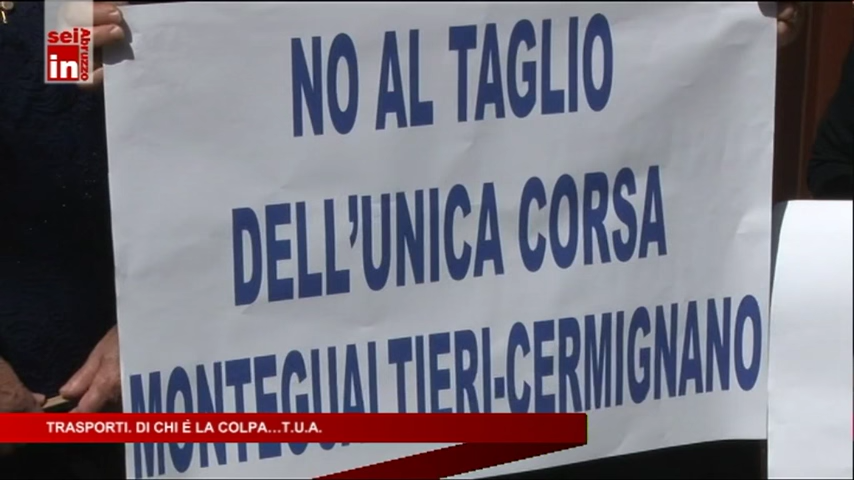 sei
in
Abruzzo
NO AL TAGLIO
DELL'UNICA CORSA
MONTEGUALTIERI-CERMIGNANO
TRASPORTI. DI CHI É LA COLPA...T.U.A.